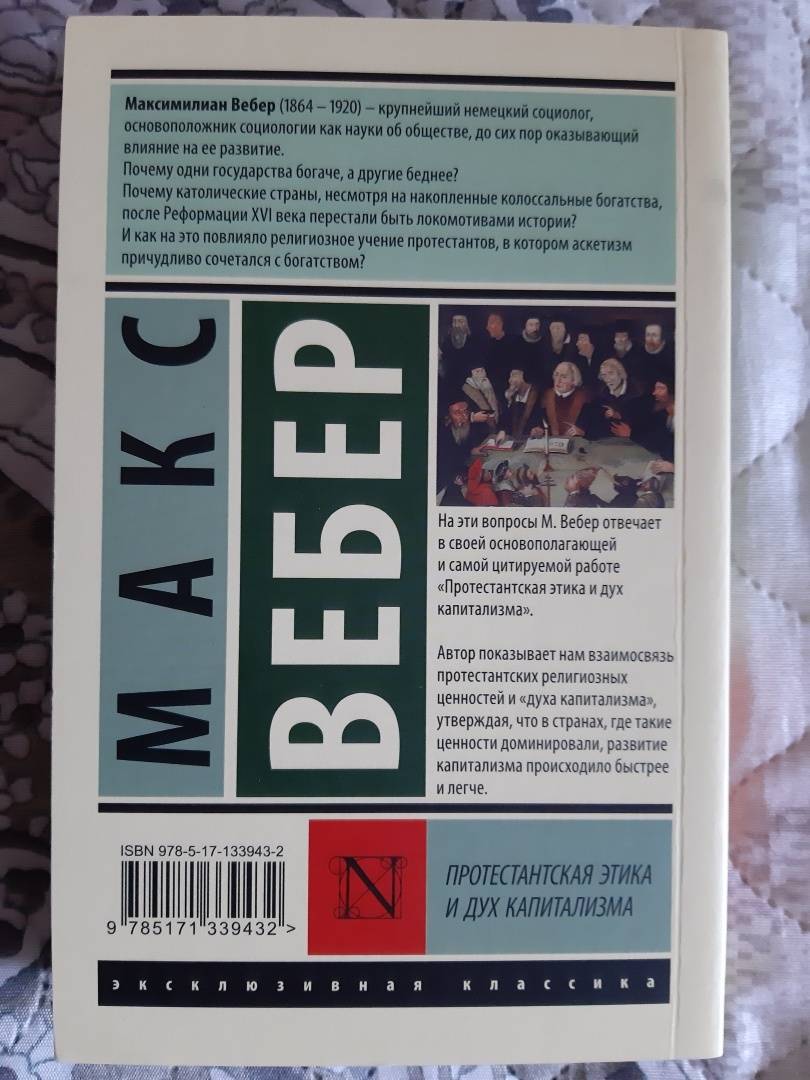 Максимилиан Вебер (1864 – 1920) – крупнейший немецкий социолог,
основоположник социологии как науки об обществе, до сих пор оказывающий
влияние на ее развитие.
Почему одни государства богаче, а другие беднее?
Почему католические страны, несмотря на накопленные колоссальные богатства,
после Реформации XVI века перестали быть локомотивами истории?
И как на это повлияло религиозное учение протестантов, в котором аскетизм
причудливо сочетался с богатством?
МАКС
ВЕБЕР
На эти вопросы М. Вебер отвечает
в своей основополагающей
и самой цитируемой работе
«Протестантская этика и дух
капитализма».
Автор показывает нам взаимосвязь
протестантских религиозных
ценностей и «духа капитализма»,
утверждая, что в странах, где такие
ценности доминировали, развитие
капитализма происходило быстрее
и легче.
ISBN 978-5-17-133943-2
9 785171 339432 >
N
ПРОТЕСТАНТСКАЯ ЭТИКА
И ДУХ КАПИТАЛИЗМА
эксклюзивная классика